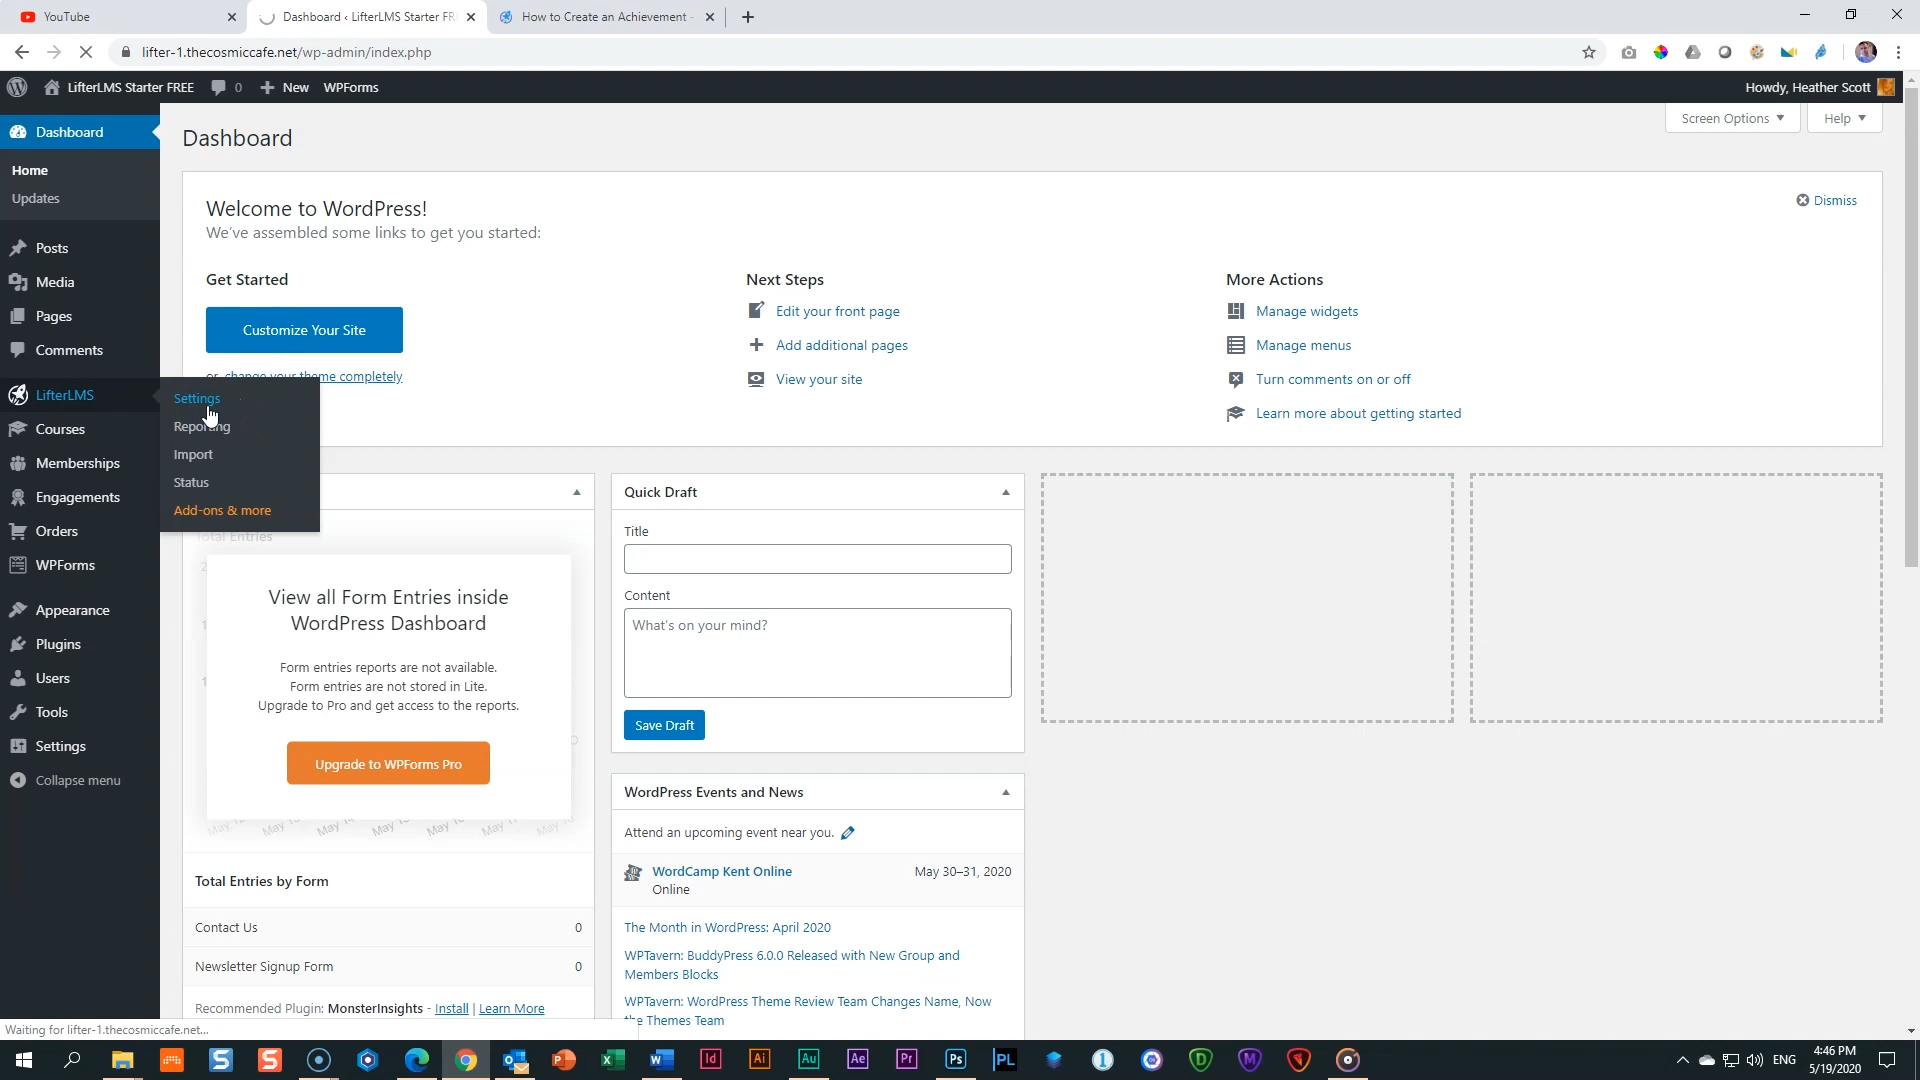 YouTube
Dashboard ‹ LifterLMS Starter FR
How to Create an Achievement -
lifter-1.thecosmiccafe.net/wp-admin/index.php
LifterLMS Starter FREE
0
New
WPForms
Howdy, Heather Scott
Dashboard
Home
Updates
Posts
Media
Pages
Comments
LifterLMS
Courses
Memberships
Engagements
Orders
WPForms
Appearance
Plugins
Users
Tools
Settings
Collapse menu
Settings
Reporting
Import
Status
Add-ons & more
Dashboard
Screen Options
Help
Welcome to WordPress!
We've assembled some links to get you started:
Dismiss
Get Started
Customize Your Site
or, change your theme completely
Next Steps
Edit your front page
Add additional pages
View your site
More Actions
Manage widgets
Manage menus
Turn comments on or off
Learn more about getting started
Total Entries
View all Form Entries inside
WordPress Dashboard
Form entries reports are not available.
Form entries are not stored in Lite.
Upgrade to Pro and get access to the reports.
Upgrade to WPForms Pro
Total Entries by Form
Contact Us 0
Newsletter Signup Form 0
Recommended Plugin: MonsterInsights - Install | Learn More
Quick Draft
Title
Content
What's on your mind?
Save Draft
WordPress Events and News
Attend an upcoming event near you.
WordCamp Kent Online May 30–31, 2020
Online
The Month in WordPress: April 2020
WPTavern: BuddyPress 6.0.0 Released with New Group and
Members Blocks
WPTavern: WordPress Theme Review Team Changes Name, Now
the Themes Team
Waiting for lifter-1.thecosmiccafe.net...
ENG
4:46 PM
5/19/2020